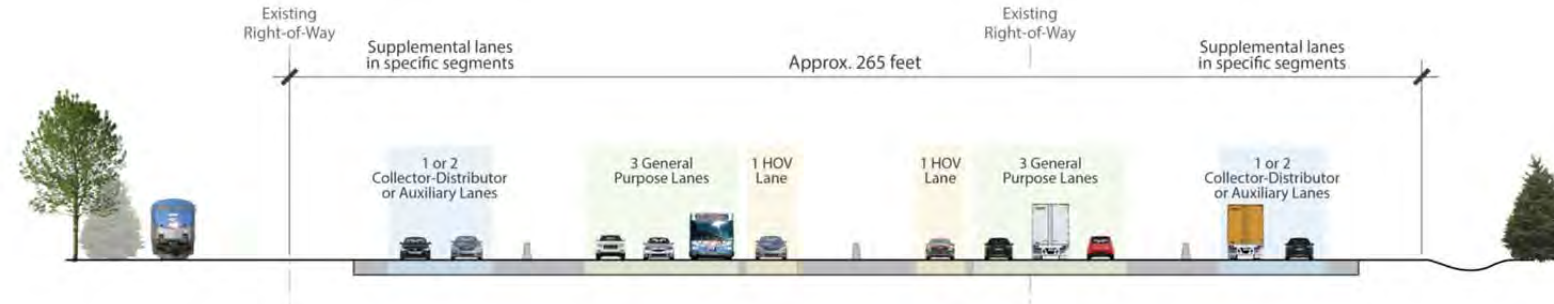 Existing
Right-of-Way
Existing
Right-of-Way
Supplemental lanes
in specific segments
Approx. 265 feet
Supplemental lanes
in specific segments
1 or 2
Collector-Distributor
or Auxiliary Lanes
3 General
Purpose Lanes
1 HOV
Lane
1 HOV
Lane
3 General
Purpose Lanes
1 or 2
Collector-Distributor
or Auxiliary Lanes